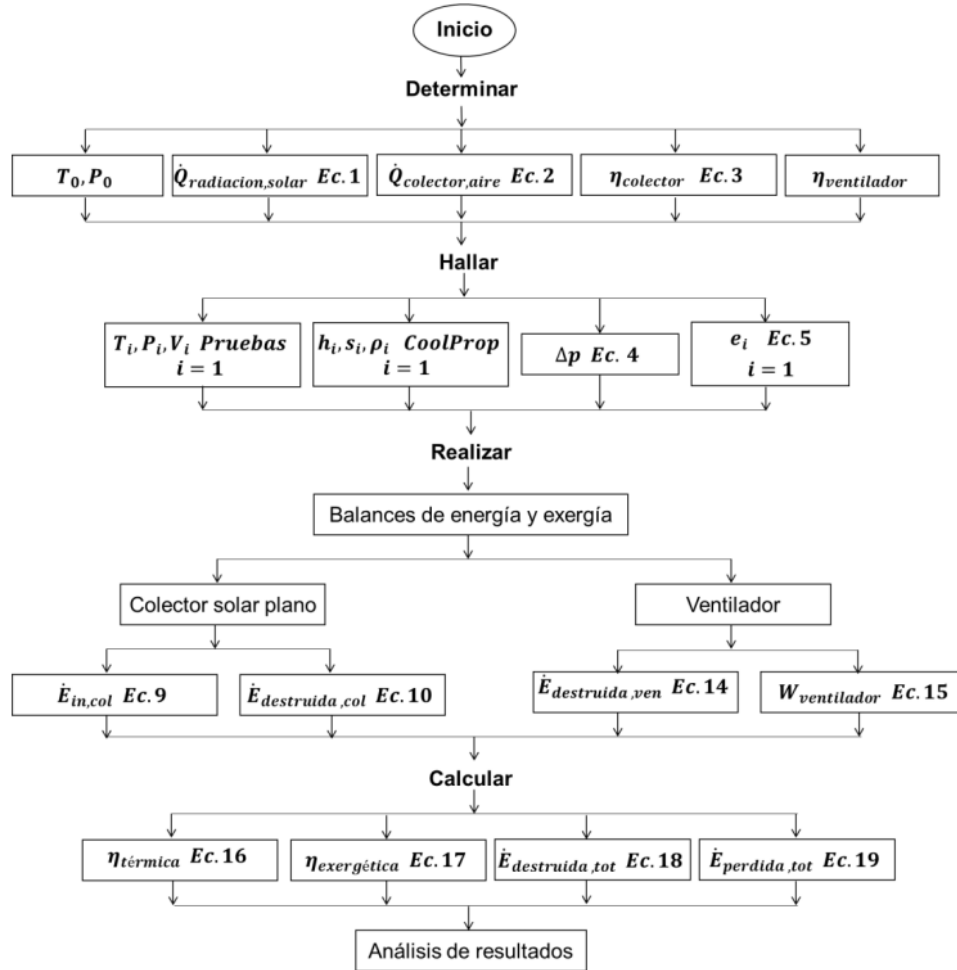 Inicio
Determinar
T₀, P₀
Q̇radiacion,solar Ec. 1
Q̇colector,aire Ec. 2
ηcolector Ec. 3
ηventilador
Hallar
Tᵢ, Pᵢ, Vᵢ Pruebas
i = 1
hᵢ, sᵢ, ρᵢ CoolProp
i = 1
Δp Ec. 4
eᵢ Ec. 5
i = 1
Realizar
Balances de energía y exergía
Colector solar plano
Ventilador
Ėin,col Ec. 9
Ėdestruida,col Ec. 10
Ėdestruida,ven Ec. 14
Wventilador Ec. 15
Calcular
ηtérmica Ec. 16
ηexergética Ec. 17
Ėdestruida,tot Ec. 18
Ėperdida,tot Ec. 19
Análisis de resultados